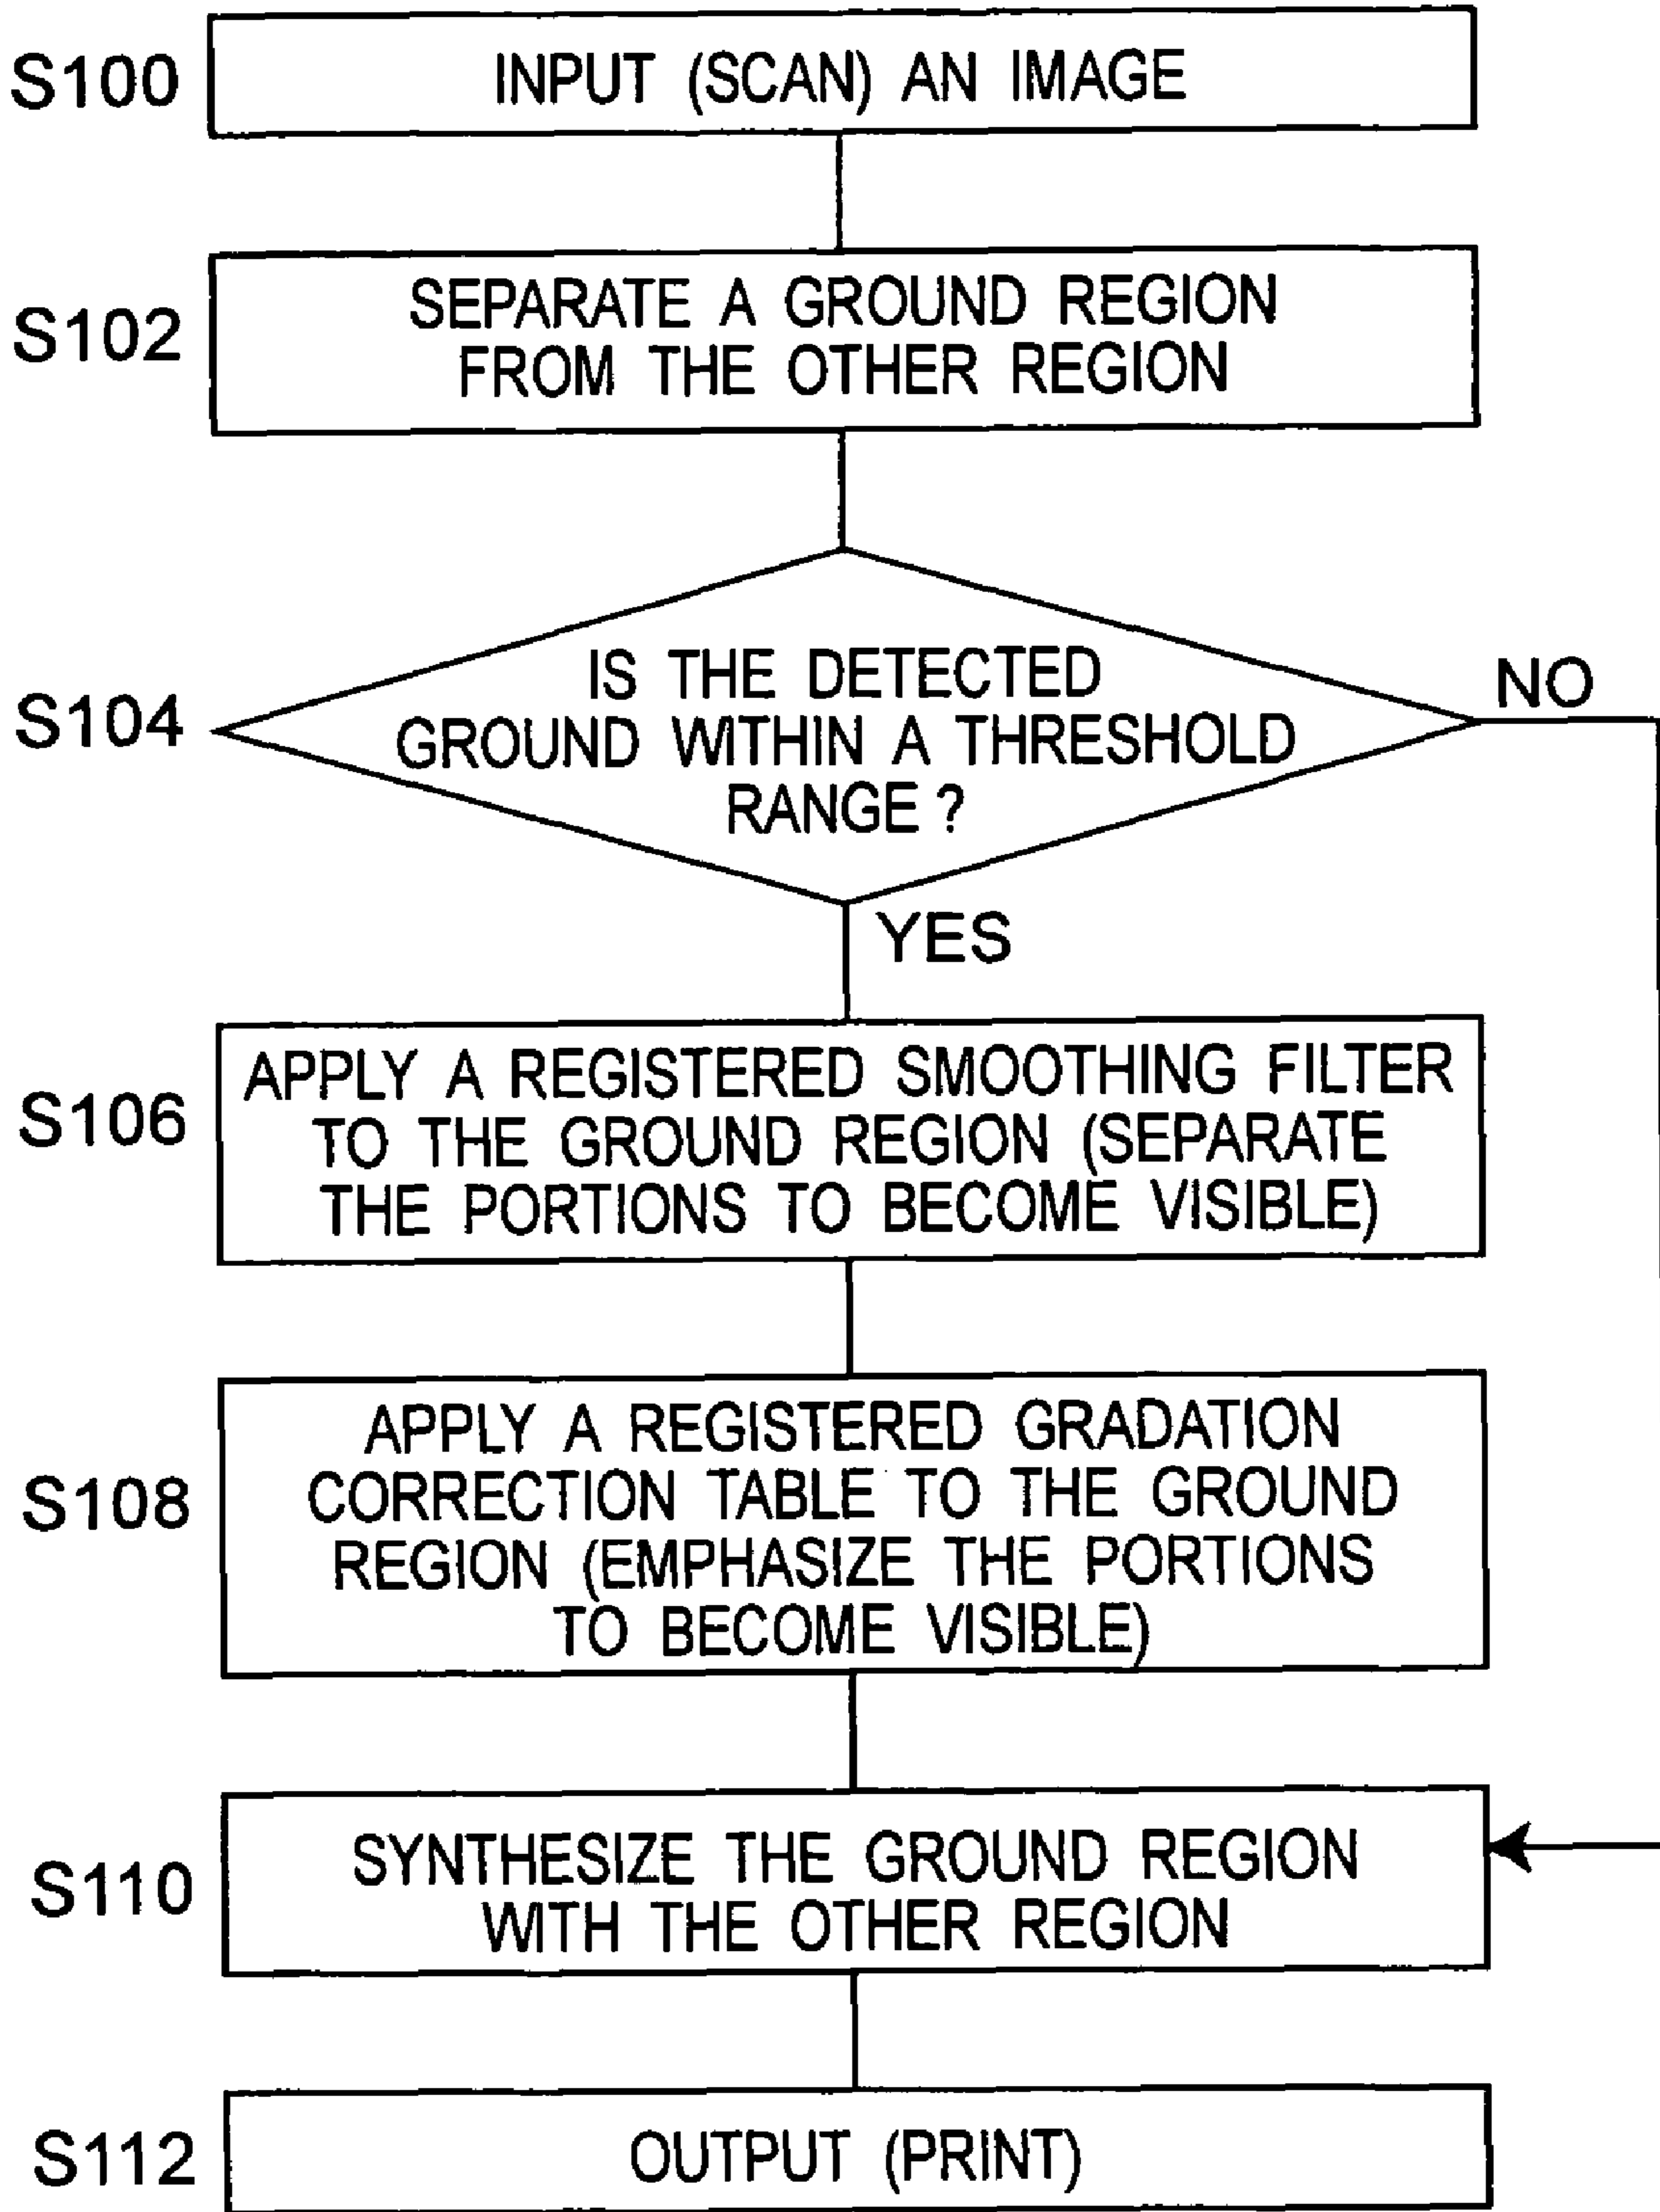 S100
INPUT (SCAN) AN IMAGE
S102
SEPARATE A GROUND REGION
FROM THE OTHER REGION
S104
IS THE DETECTED
GROUND WITHIN A THRESHOLD
RANGE ?
NO
YES
S106
APPLY A REGISTERED SMOOTHING FILTER
TO THE GROUND REGION (SEPARATE
THE PORTIONS TO BECOME VISIBLE)
S108
APPLY A REGISTERED GRADATION
CORRECTION TABLE TO THE GROUND
REGION (EMPHASIZE THE PORTIONS
TO BECOME VISIBLE)
S110
SYNTHESIZE THE GROUND REGION
WITH THE OTHER REGION
S112
OUTPUT (PRINT)